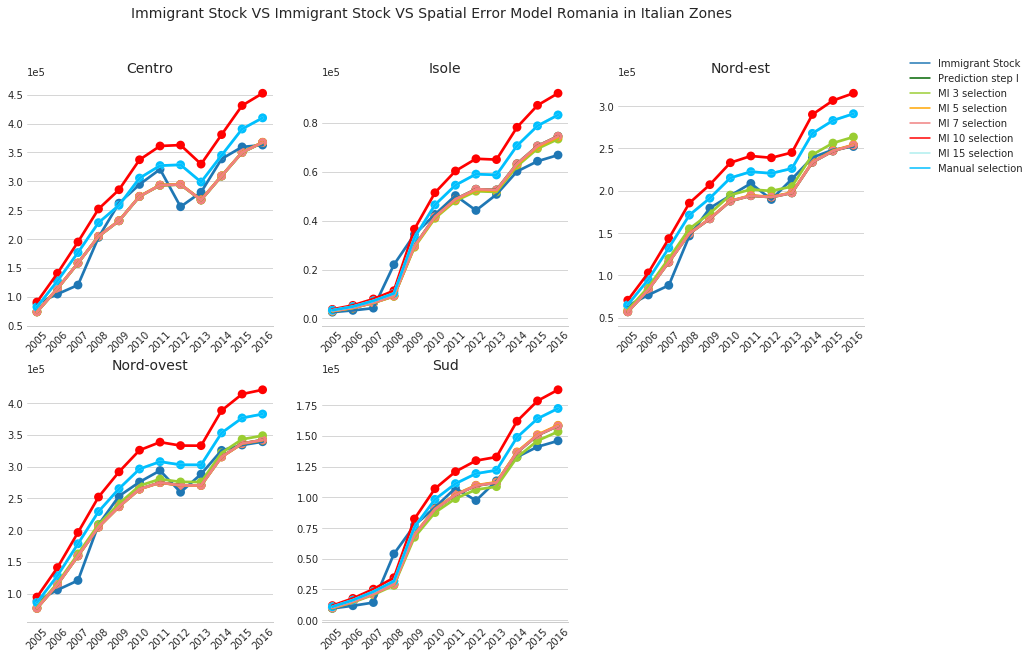 Immigrant Stock VS Immigrant Stock VS Spatial Error Model Romania in Italian Zones
Centro
1e5
4.5
4.0
3.5
3.0
2.5
2.0
1.5
1.0
0.5
2005 2006 2007 2008 2009 2010 2011 2012 2013 2014 2015 2016
Isole
1e5
0.8
0.6
0.4
0.2
0.0
2005 2006 2007 2008 2009 2010 2011 2012 2013 2014 2015 2016
Nord-est
1e5
3.0
2.5
2.0
1.5
1.0
0.5
2005 2006 2007 2008 2009 2010 2011 2012 2013 2014 2015 2016
Immigrant Stock
Prediction step I
MI 3 selection
MI 5 selection
MI 7 selection
MI 10 selection
MI 15 selection
Manual selection
Nord-ovest
1e5
4.0
3.5
3.0
2.5
2.0
1.5
1.0
2005 2006 2007 2008 2009 2010 2011 2012 2013 2014 2015 2016
Sud
1e5
1.75
1.50
1.25
1.00
0.75
0.50
0.25
0.00
2005 2006 2007 2008 2009 2010 2011 2012 2013 2014 2015 2016